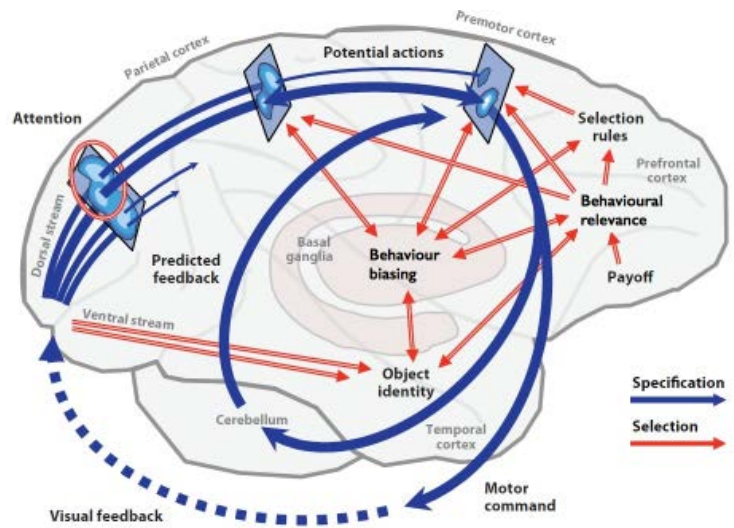 Parietal cortex
Premotor cortex
Potential actions
Attention
Selection
rules
Prefrontal
cortex
Behavioural
relevance
Dorsal stream
Predicted
feedback
Basal
ganglia
Behaviour
biasing
Payoff
Ventral stream
Object
identity
Specification
Cerebellum
Temporal
cortex
Selection
Motor
command
Visual feedback